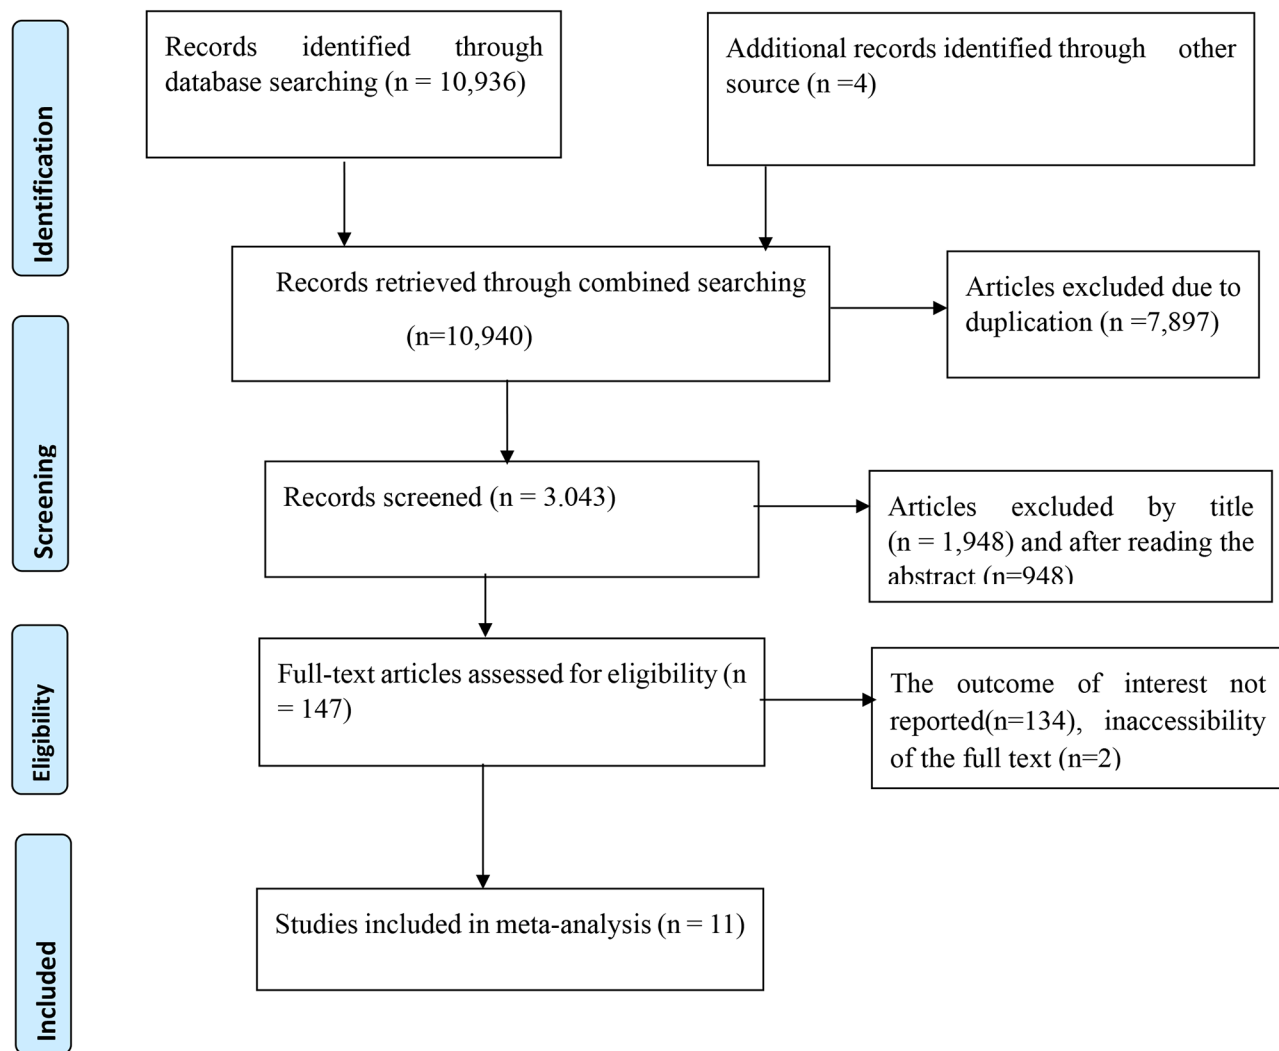 Identification
Records identified through
database searching (n = 10,936)
Additional records identified through other
source (n =4)
Records retrieved through combined searching
(n=10,940)
Articles excluded due to
duplication (n =7,897)
Screening
Records screened (n = 3.043)
Articles excluded by title
(n = 1,948) and after reading the
abstract (n=948)
Eligibility
Full-text articles assessed for eligibility (n
= 147)
The outcome of interest not
reported(n=134), inaccessibility
of the full text (n=2)
Included
Studies included in meta-analysis (n = 11)